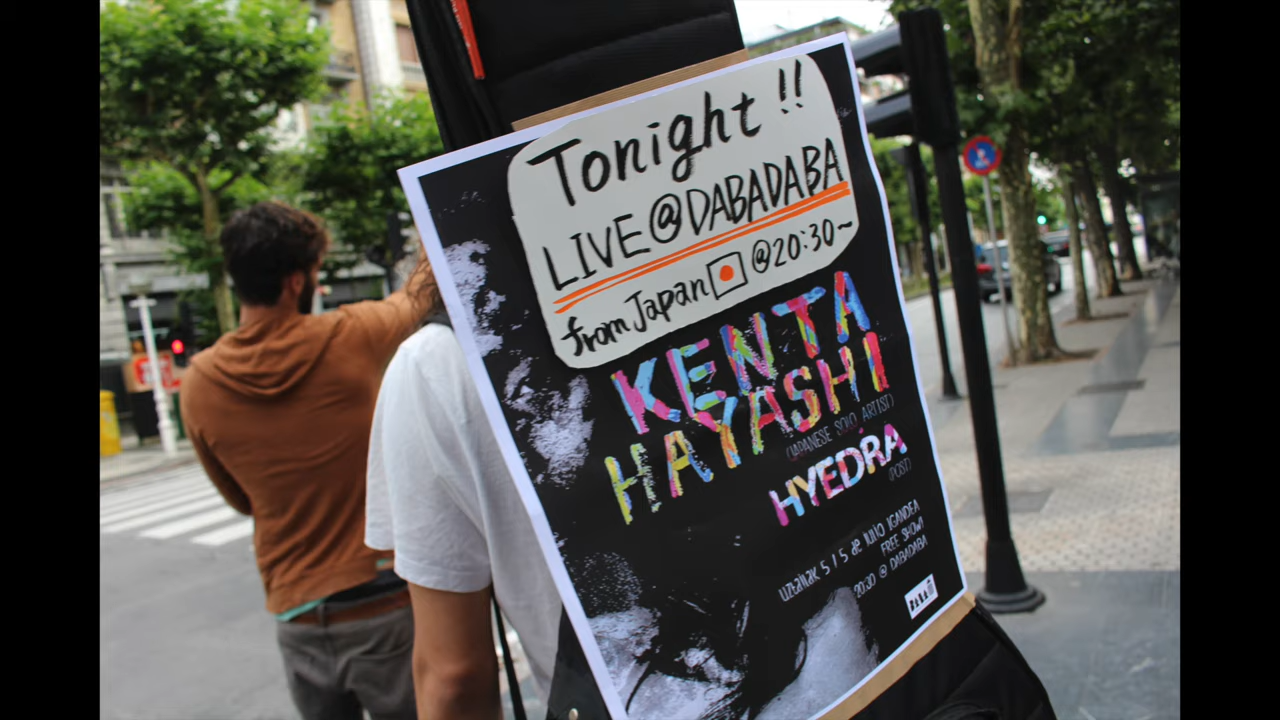 Tonight !!
LIVE@DABADABA
from Japan @20:30~
KENTA
HAYASHI
(JAPANESE SOLO ARTIST)
HYEDRA
(POST)
UZTAILAK 5 / 5 de JULIO IGANDEA
FREE SHOW!
20:30 @ DABADABA